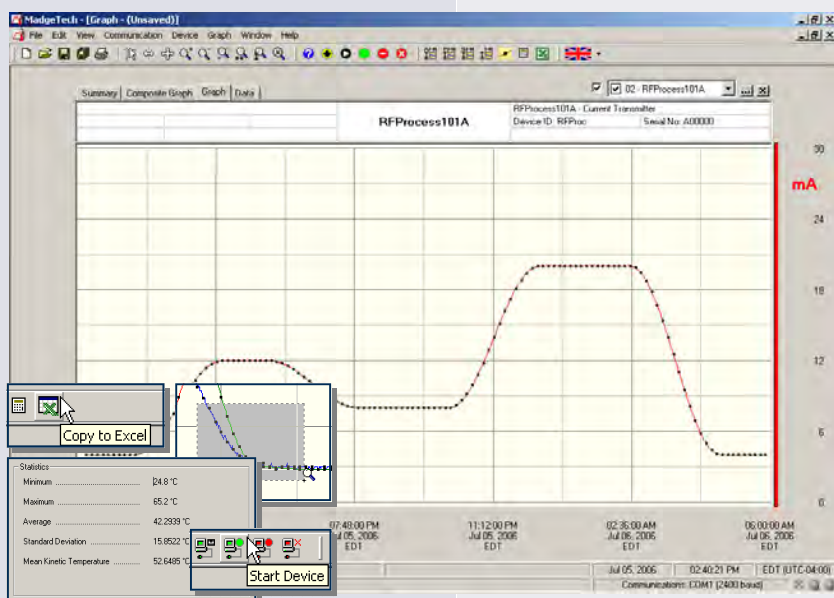 MadgeTech - [Graph - (Unsaved)]
File Edit View Communication Device Graph Window Help
02 - RFProcess101A
Summary Composite Graph Graph Data
RFProcess101A
RFProcess101A - Current Transmitter
Device ID: RFProc Serial No: A00000
30
mA
24
18
12
6
0
Copy to Excel
Statistics
Minimum 24.8 °C
Maximum 65.2 °C
Average 42.2939 °C
Standard Deviation 15.8522 °C
Mean Kinetic Temperature 52.6485 °C
Start Device
07:48:00 PM 11:12:00 PM 02:36:00 AM 06:00:00 AM
Jul 05, 2006 Jul 05, 2006 Jul 06, 2006 Jul 06, 2006
EDT EDT EDT EDT
Jul 05, 2006 02:40:21 PM EDT (UTC-04:00)
Communications: COM1 (2400 baud)